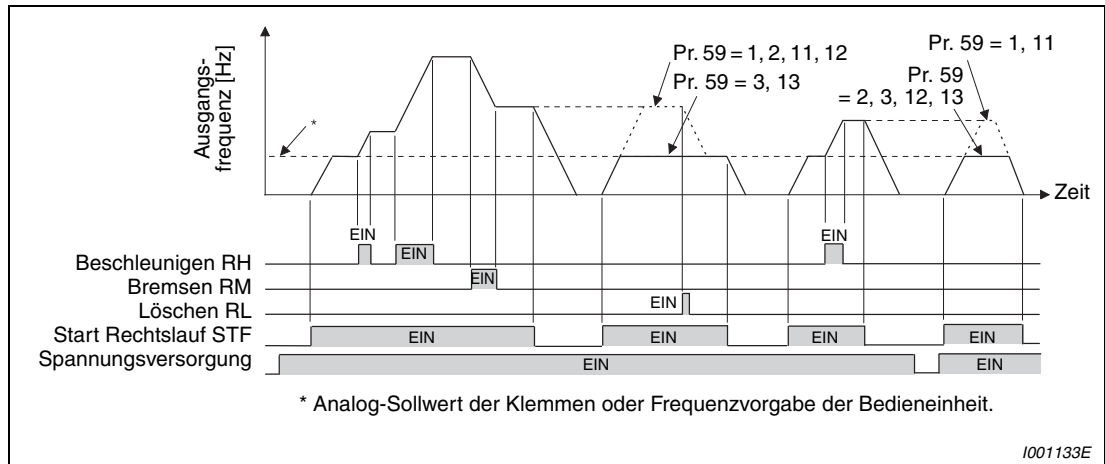 Ausgangs-
frequenz [Hz]
*
Pr. 59 = 1, 2, 11, 12
Pr. 59 = 3, 13
Pr. 59 = 1, 11
Pr. 59
= 2, 3, 12, 13
Zeit
EIN
EIN
EIN
Beschleunigen RH
EIN
Bremsen RM
EIN
Löschen RL
Start Rechtslauf STF
EIN
EIN
EIN
EIN
Spannungsversorgung
EIN
EIN
* Analog-Sollwert der Klemmen oder Frequenzvorgabe der Bedieneinheit.
I001133E